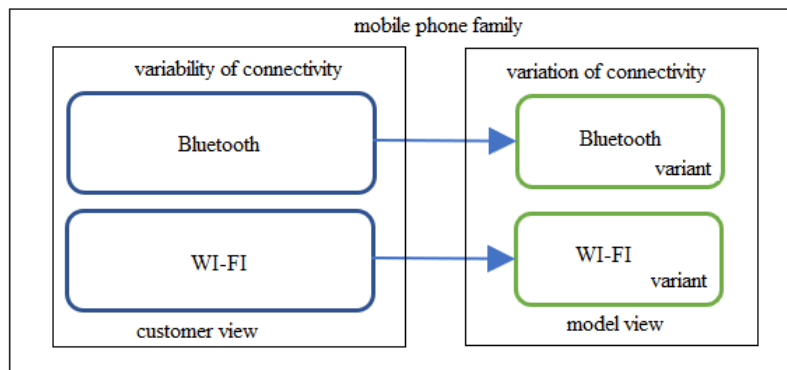 mobile phone family
variability of connectivity
Bluetooth
WI-FI
customer view
variation of connectivity
Bluetooth
variant
WI-FI
variant
model view